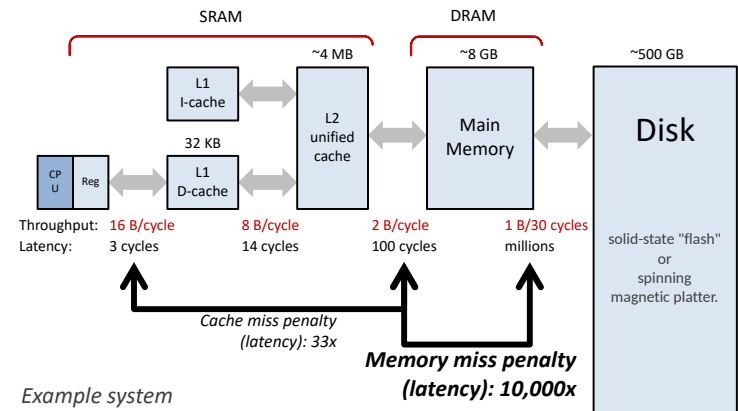 SRAM
DRAM
~4 MB
~8 GB
~500 GB
L1
I-cache
L2
unified
cache
Main
Memory
Disk
32 KB
CP
U
Reg
L1
D-cache
Throughput: 16 B/cycle 8 B/cycle 2 B/cycle 1 B/30 cycles
Latency: 3 cycles 14 cycles 100 cycles millions
solid-state "flash"
or
spinning
magnetic platter.
Cache miss penalty
(latency): 33x
Memory miss penalty
(latency): 10,000x
Example system